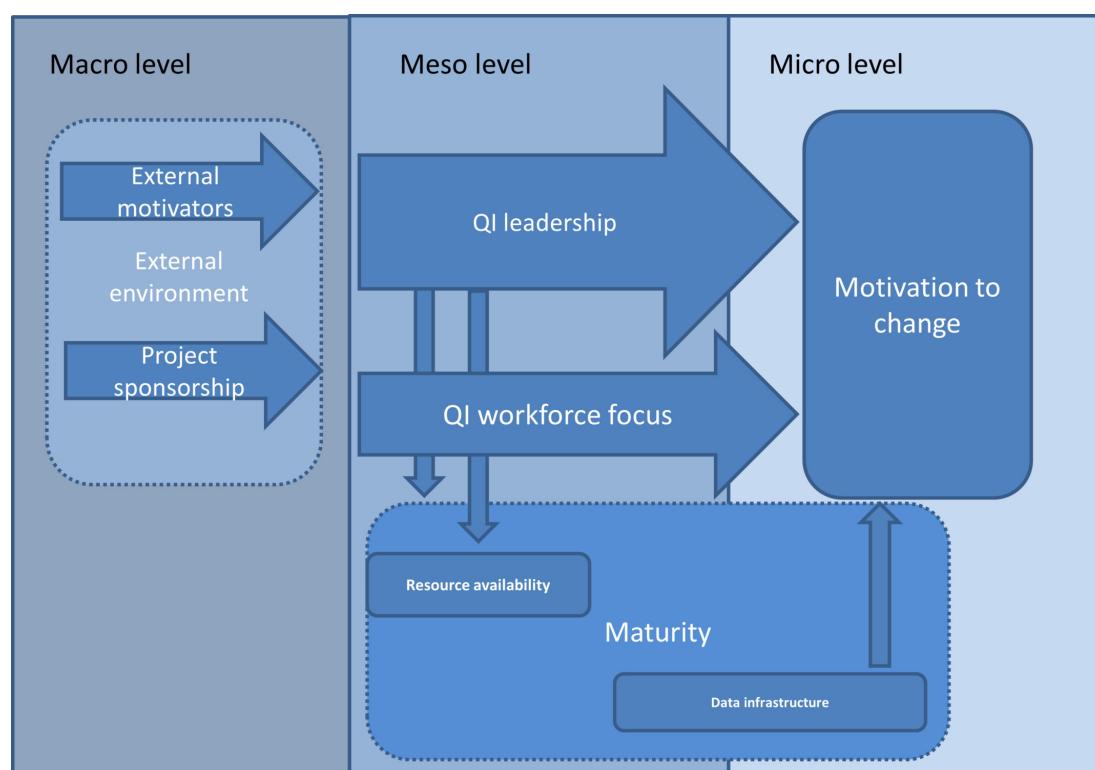 Macro level
Meso level
Micro level
External
motivators
External
environment
Project
sponsorship
QI leadership
QI workforce focus
Motivation to
change
Resource availability
Maturity
Data infrastructure